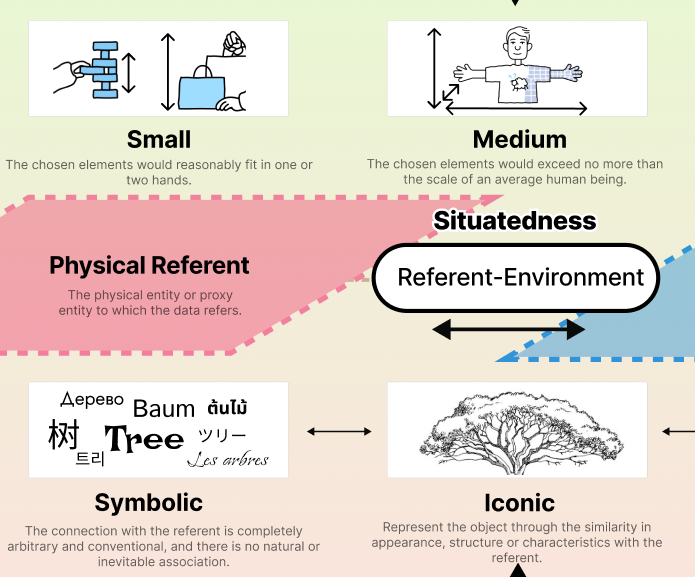 Small
The chosen elements would reasonably fit in one or
two hands.
Medium
The chosen elements would exceed no more than
the scale of an average human being.
Situatedness
Physical Referent
The physical entity or proxy
entity to which the data refers.
Referent-Environment
Дерево
Baum
ต้นไม้
树
Tree
ツリー
트리
Les arbres
Symbolic
The connection with the referent is completely
arbitrary and conventional, and there is no natural or
inevitable association.
Iconic
Represent the object through the similarity in
appearance, structure or characteristics with the
referent.